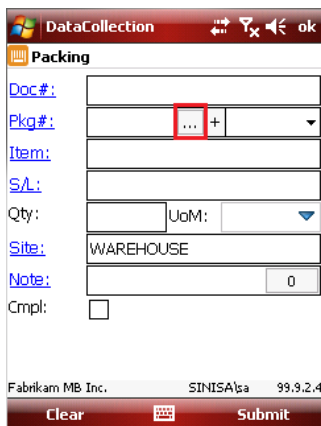 DataCollection ok
Packing
Doc#:
Pkg#: ... +
Item:
S/L:
Qty: UoM:
Site: WAREHOUSE
Note: 0
Cmpl:
Fabrikam MB Inc. SINISA\sa 99.9.2.4
Clear Submit